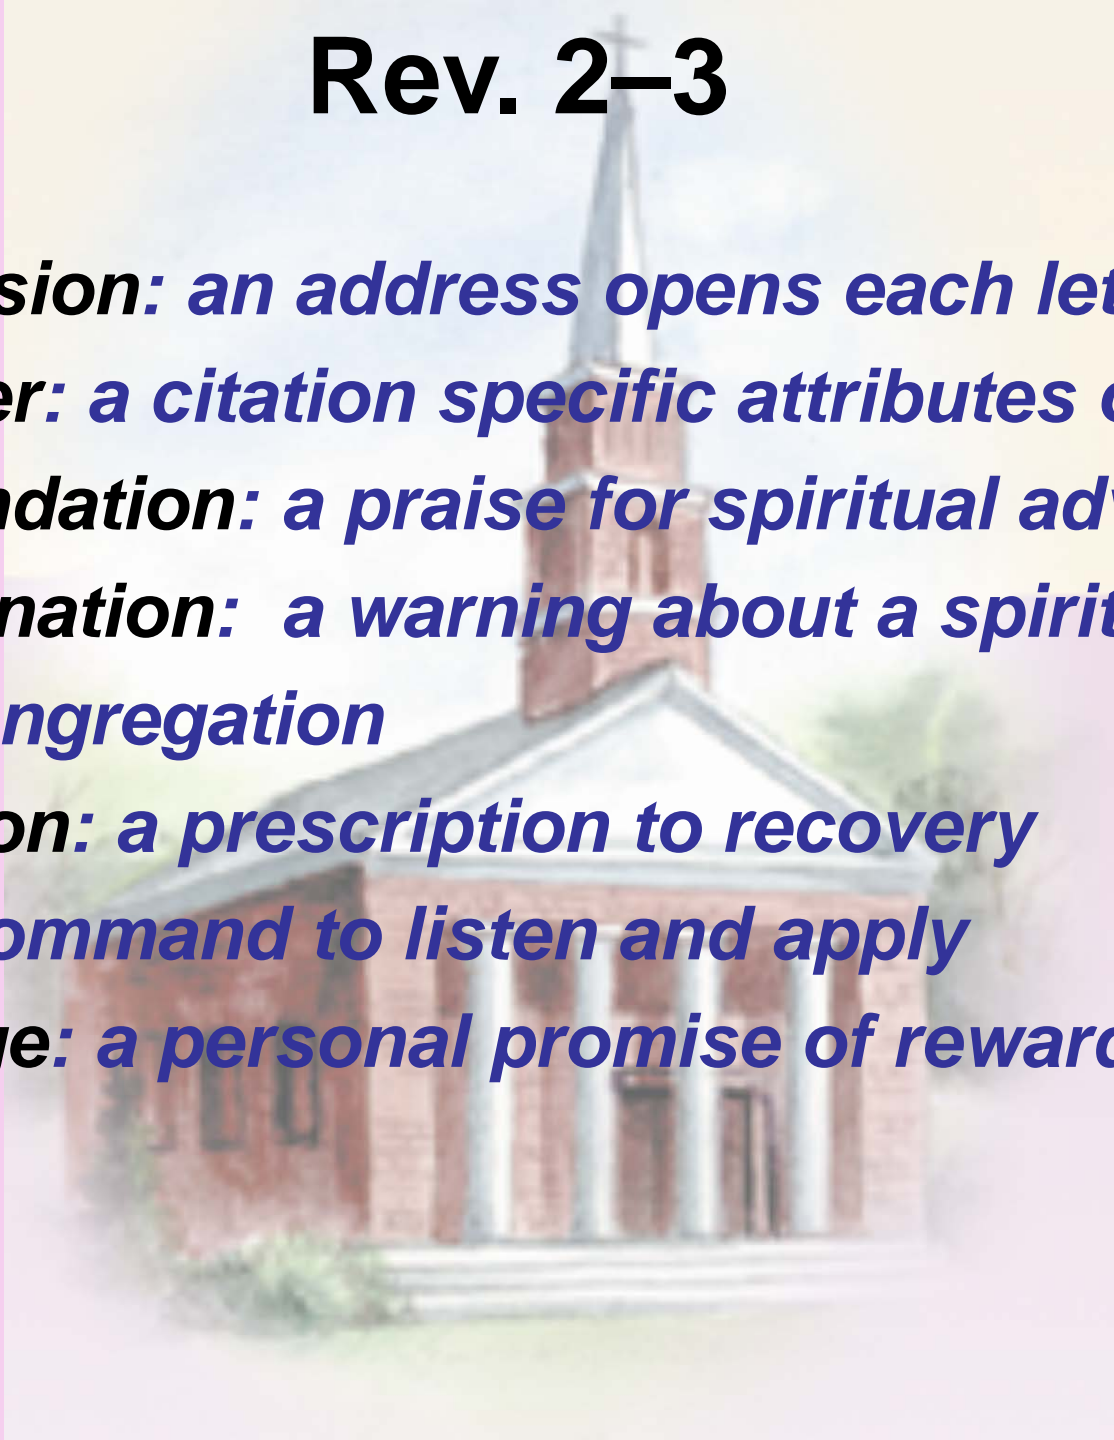 Rev. 2–3
sion: an address opens each let
er: a citation specific attributes
ndation: a praise for spiritual adv
nation:  a warning about a spirit
ngregation
on: a prescription to recovery
ommand to listen and apply
ge: a personal promise of reward